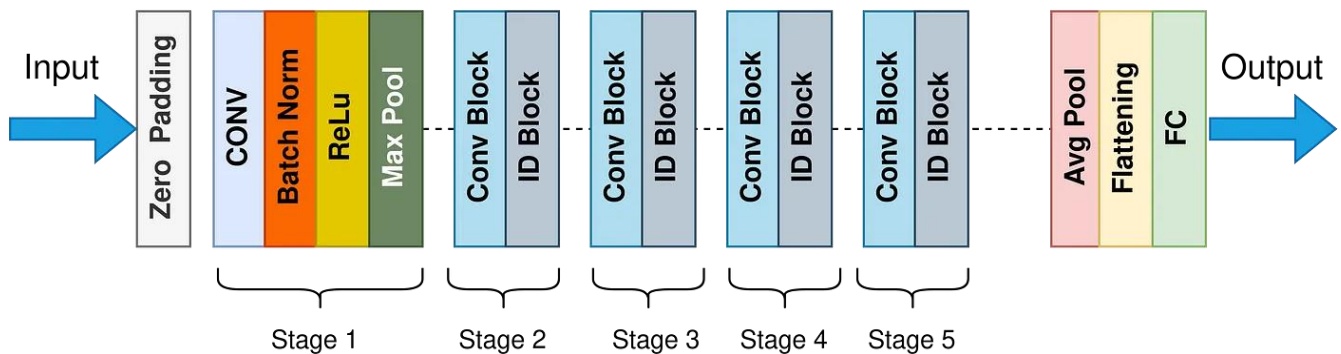 Input
Zero Padding
CONV
Batch Norm
ReLu
Max Pool
Conv Block
ID Block
Conv Block
ID Block
Conv Block
ID Block
Conv Block
ID Block
Avg Pool
Flattening
FC
Output
Stage 1
Stage 2
Stage 3
Stage 4
Stage 5